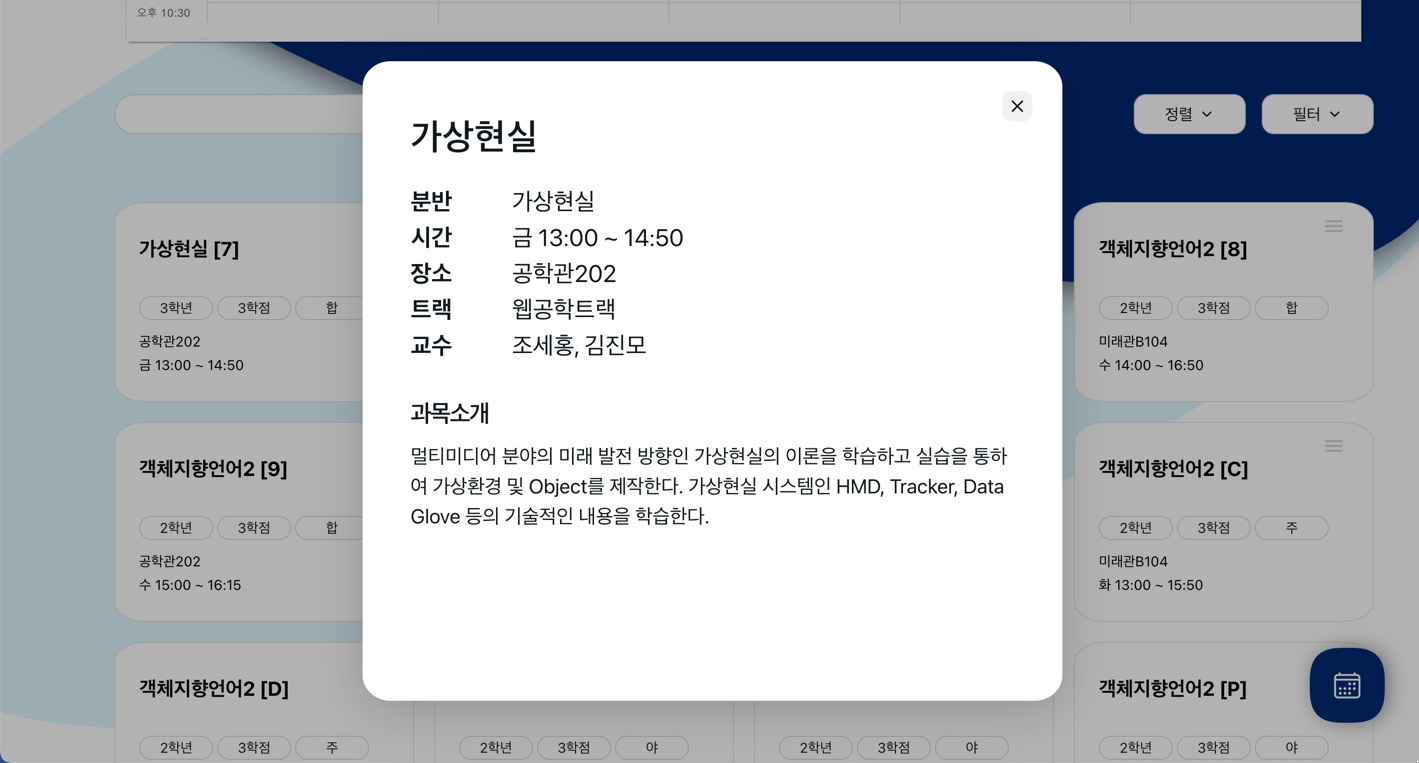 오후 10:30
정렬
필터
가상현실
분반 가상현실
시간 금 13:00 ~ 14:50
장소 공학관202
트랙 웹공학트랙
교수 조세홍, 김진모
과목소개
멀티미디어 분야의 미래 발전 방향인 가상현실의 이론을 학습하고 실습을 통하
여 가상환경 및 Object를 제작한다. 가상현실 시스템인 HMD, Tracker, Data
Glove 등의 기술적인 내용을 학습한다.
가상현실 [7]
3학년 3학점 합
공학관202
금 13:00 ~ 14:50
객체지향언어2 [8]
2학년 3학점 합
미래관B104
수 14:00 ~ 16:50
객체지향언어2 [9]
2학년 3학점 합
공학관202
수 15:00 ~ 16:15
객체지향언어2 [C]
2학년 3학점 주
미래관B104
화 13:00 ~ 15:50
객체지향언어2 [D]
2학년 3학점 주
2학년 3학점 야
2학년 3학점 야
객체지향언어2 [P]
2학년 3학점 야